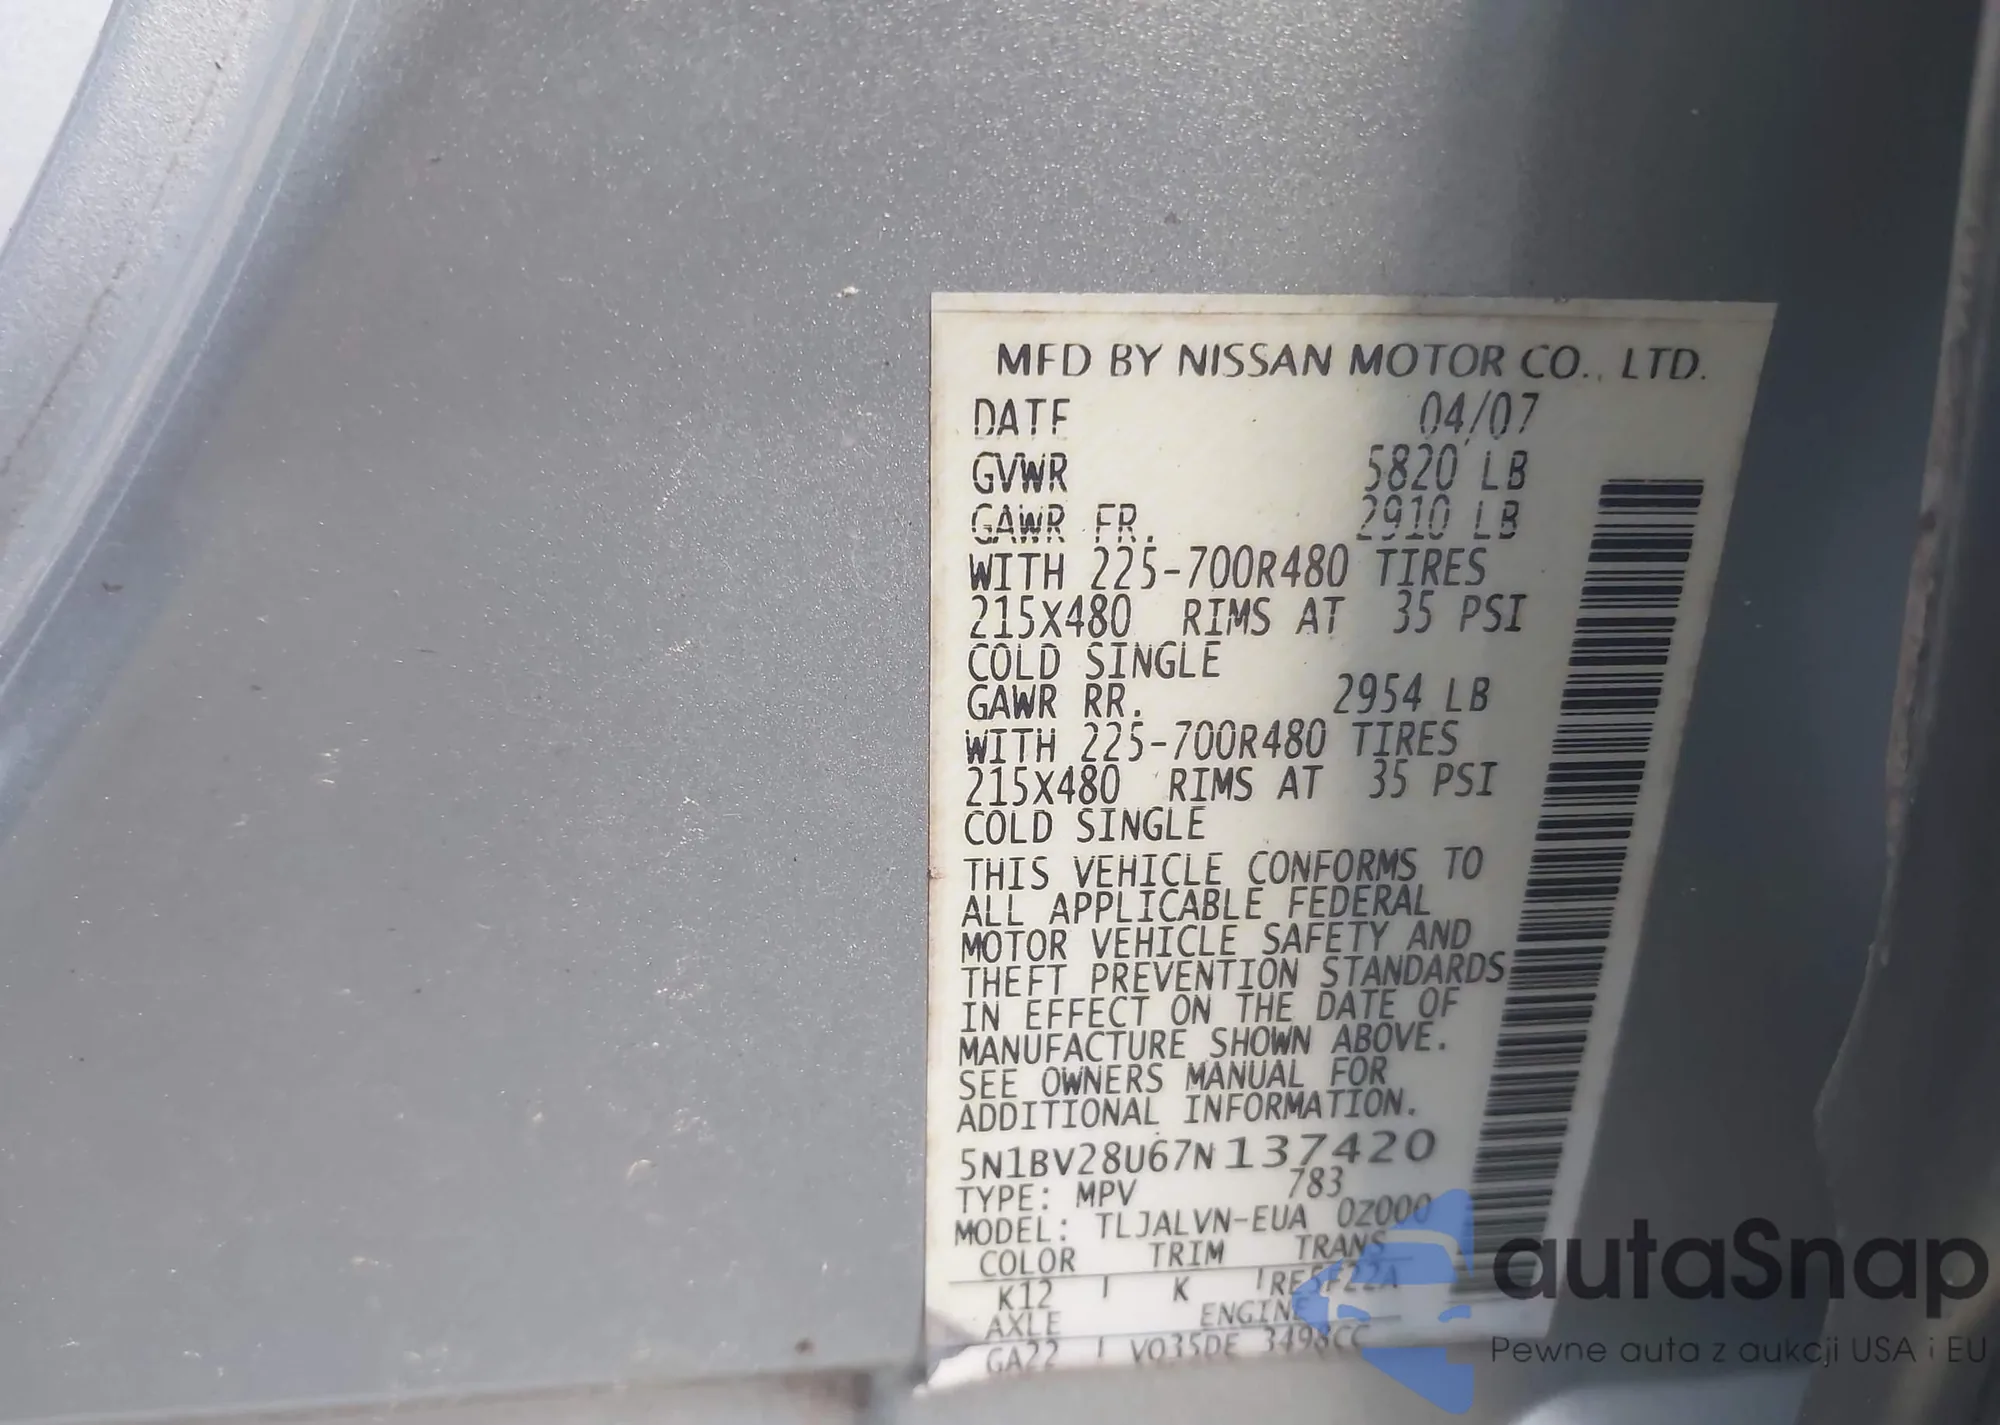 MFD BY NISSAN MOTOR CO., LTD.
DATE 04/07
GVWR 5820 LB
GAWR FR. 2910 LB
WITH 225-700R480 TIRES
215X480 RIMS AT 35 PSI
COLD SINGLE
GAWR RR. 2954 LB
WITH 225-700R480 TIRES
215X480 RIMS AT 35 PSI
COLD SINGLE
THIS VEHICLE CONFORMS TO
ALL APPLICABLE FEDERAL
MOTOR VEHICLE SAFETY AND
THEFT PREVENTION STANDARDS
IN EFFECT ON THE DATE OF
MANUFACTURE SHOWN ABOVE.
SEE OWNERS MANUAL FOR
ADDITIONAL INFORMATION.
5N1BV28U67N137420
TYPE: MPV 783
MODEL: TLJALVN-EUA 0Z000
COLOR TRIM TRANS
K12 K RE5F22A
AXLE ENGINE
GA22 VQ35DE 3498CC
autaSnap
Pewne auta z aukcji USA i EU